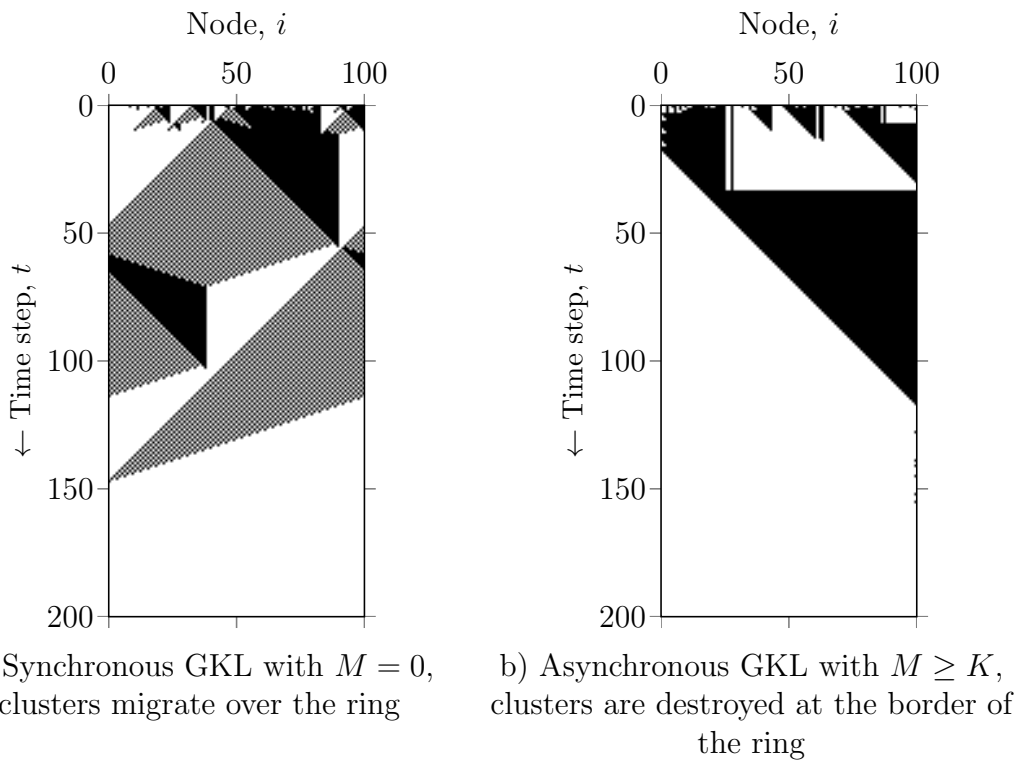 Node, i
0 50 100
0
50
100
150
200
← Time step, t
Synchronous GKL with M = 0,
clusters migrate over the ring
Node, i
0 50 100
0
50
100
150
200
← Time step, t
b) Asynchronous GKL with M ≥ K,
clusters are destroyed at the border of
the ring